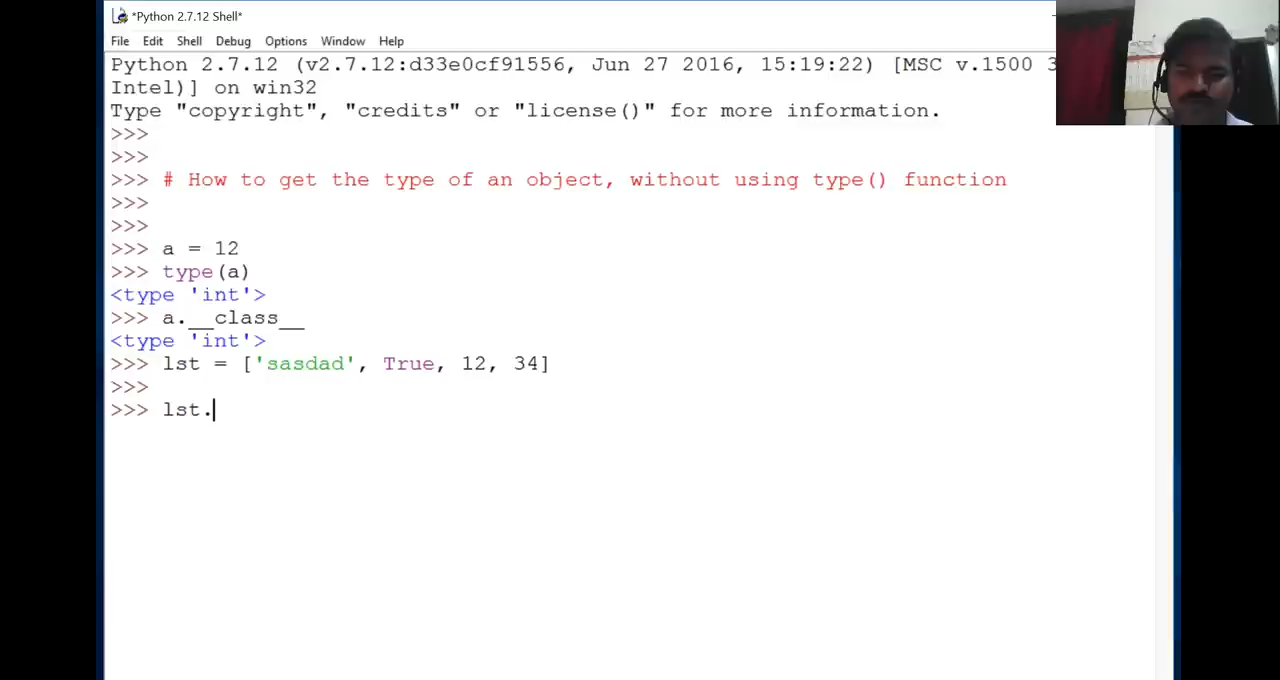 *Python 2.7.12 Shell*
File Edit Shell Debug Options Window Help
Python 2.7.12 (v2.7.12:d33e0cf91556, Jun 27 2016, 15:19:22) [MSC v.1500 3
Intel)] on win32
Type "copyright", "credits" or "license()" for more information.
>>>
>>>
>>> # How to get the type of an object, without using type() function
>>>
>>>
>>> a = 12
>>> type(a)
<type 'int'>
>>> a.__class__
<type 'int'>
>>> lst = ['sasdad', True, 12, 34]
>>>
>>> lst.